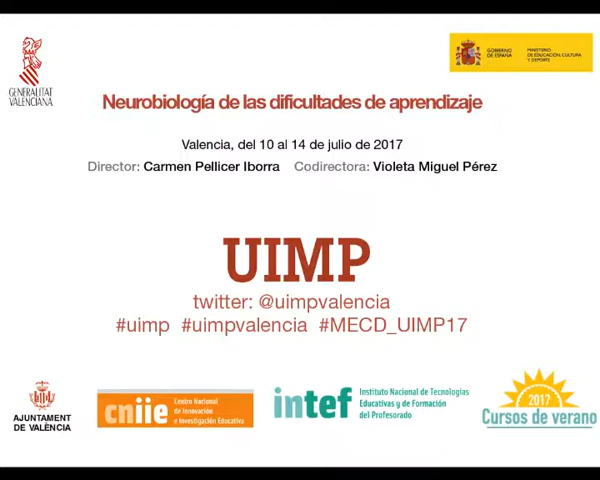 GENERALITAT
VALENCIANA
GOBIERNO
DE ESPAÑA
MINISTERIO
DE EDUCACIÓN, CULTURA
Y DEPORTE
Neurobiología de las dificultades de aprendizaje
Valencia, del 10 al 14 de julio de 2017
Director: Carmen Pellicer Iborra Codirectora: Violeta Miguel Pérez
UIMP
twitter: @uimpvalencia
#uimp #uimpvalencia #MECD_UIMP17
AJUNTAMENT
DE VALÈNCIA
cniie
Centro Nacional
de Innovación
e Investigación Educativa
intef
Instituto Nacional de Tecnologías
Educativas y de Formación
del Profesorado
2017
Cursos de verano